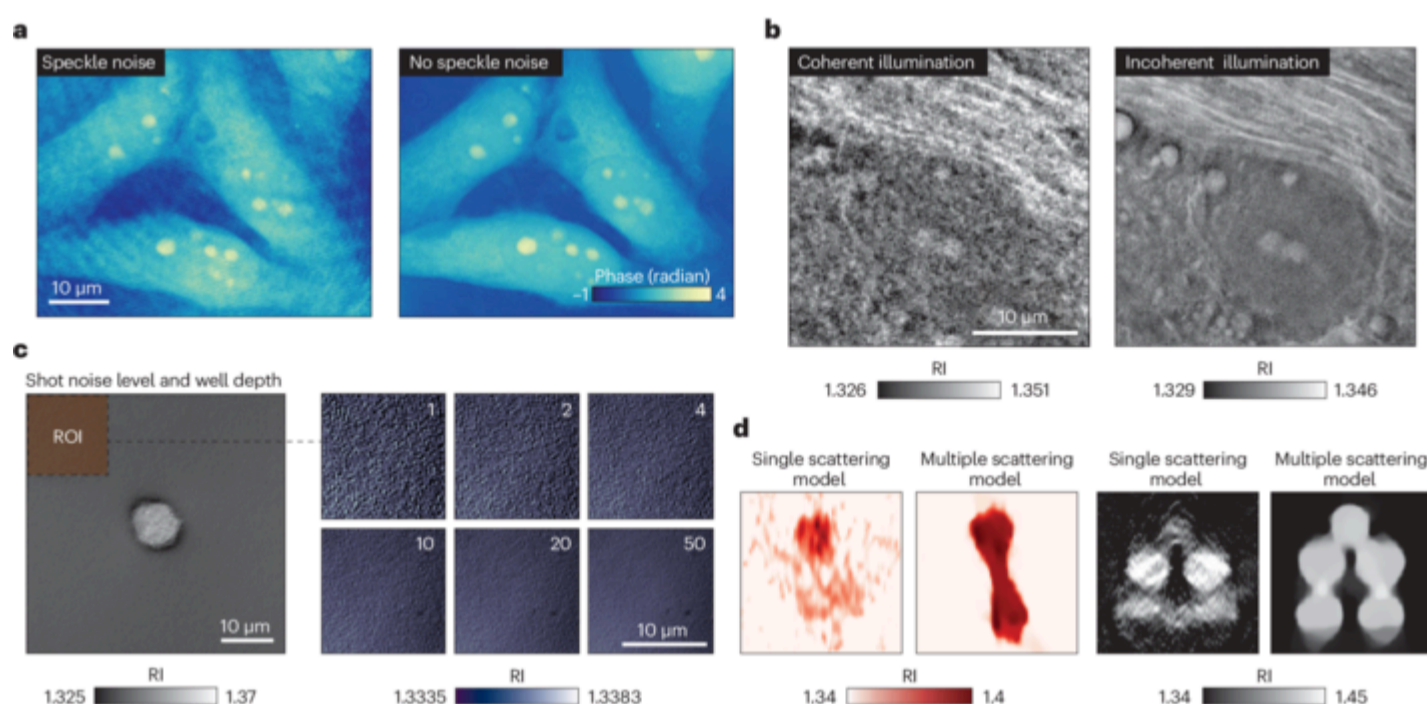 a
Speckle noise
No speckle noise
10 µm
Phase (radian)
–1
4
b
Coherent illumination
Incoherent illumination
10 µm
RI
1.326
1.351
RI
1.329
1.346
c
Shot noise level and well depth
ROI
10 µm
RI
1.325
1.37
1
2
4
10
20
50
10 µm
RI
1.3335
1.3383
d
Single scattering
model
Multiple scattering
model
Single scattering
model
Multiple scattering
model
RI
1.34
1.4
RI
1.34
1.45